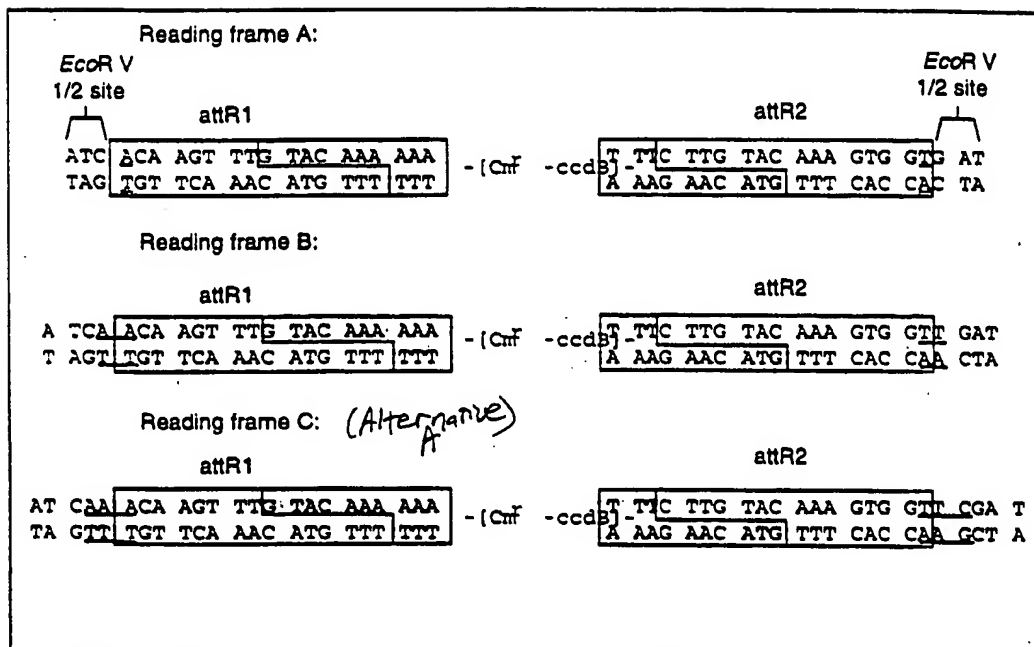 Reading frame A:
EcoR V
1/2 site
attR1
attR2
EcoR V
1/2 site
ATC ACA AGT TTG TAC AAA AAA
TAG TGT TCA AAC ATG TTT TTT
-[Cmr -ccdB]-
T TTC TTG TAC AAA GTG GTG AT
A AAG AAC ATG TTT CAC CAC TA
Reading frame B:
attR1
attR2
A TCA ACA AGT TTG TAC AAA AAA
T AGT TGT TCA AAC ATG TTT TTT
-[Cmr -ccdB]-
T TTC TTG TAC AAA GTG GTT GAT
A AAG AAC ATG TTT CAC CAA CTA
Reading frame C: (Alternative A)
attR1
attR2
AT CAA ACA AGT TTG TAC AAA AAA
TA GTT TGT TCA AAC ATG TTT TTT
-[Cmr -ccdB]-
T TTC TTG TAC AAA GTG GTT CGA T
A AAG AAC ATG TTT CAC CAA GCT A